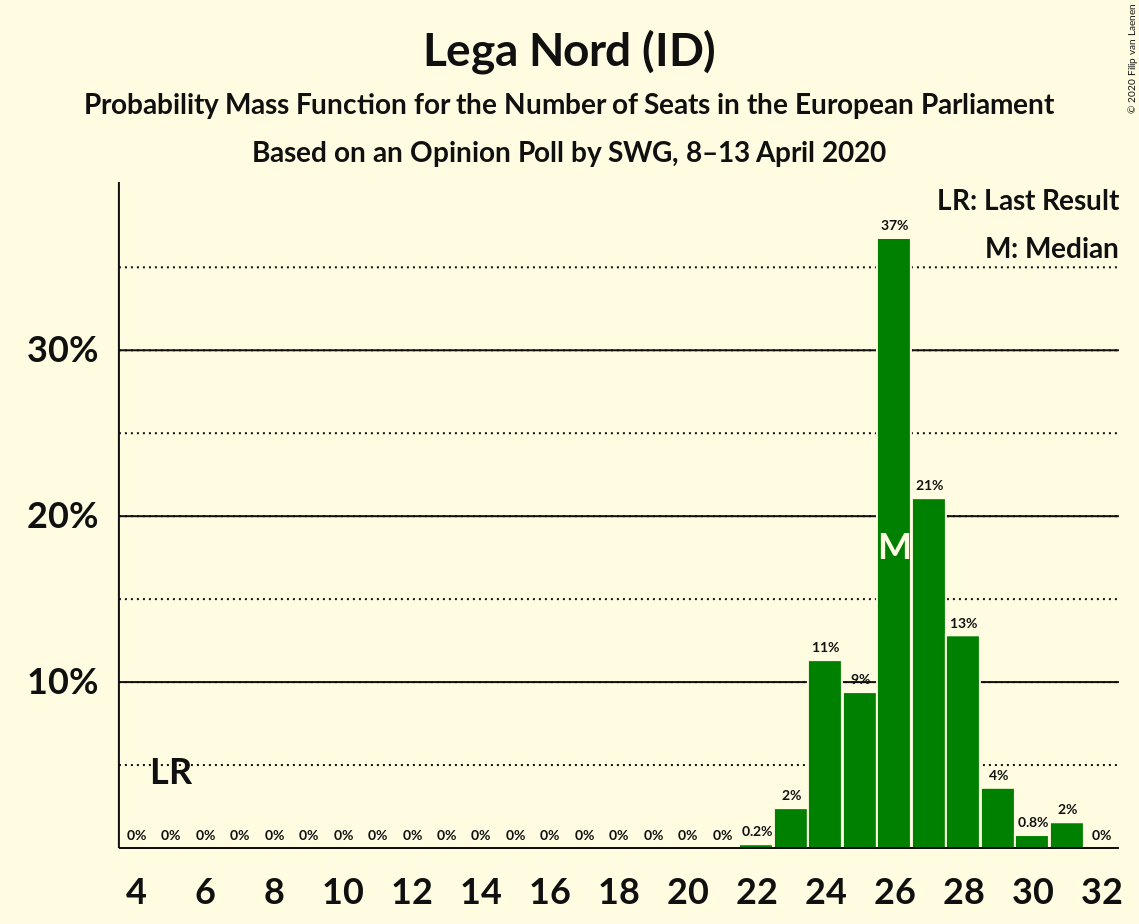 Lega Nord (ID)
Probability Mass Function for the Number of Seats in the European Parliament
Based on an Opinion Poll by SWG, 8–13 April 2020
© 2020 Filip van Laenen
LR: Last Result
M: Median
30%
20%
10%
0% 0% 0% 0% 0% 0% 0% 0% 0% 0% 0% 0% 0% 0% 0% 0% 0% 0% 0.2% 2% 11% 9% 37% 21% 13% 4% 0.8% 2% 0%
LR
M
4 6 8 10 12 14 16 18 20 22 24 26 28 30 32